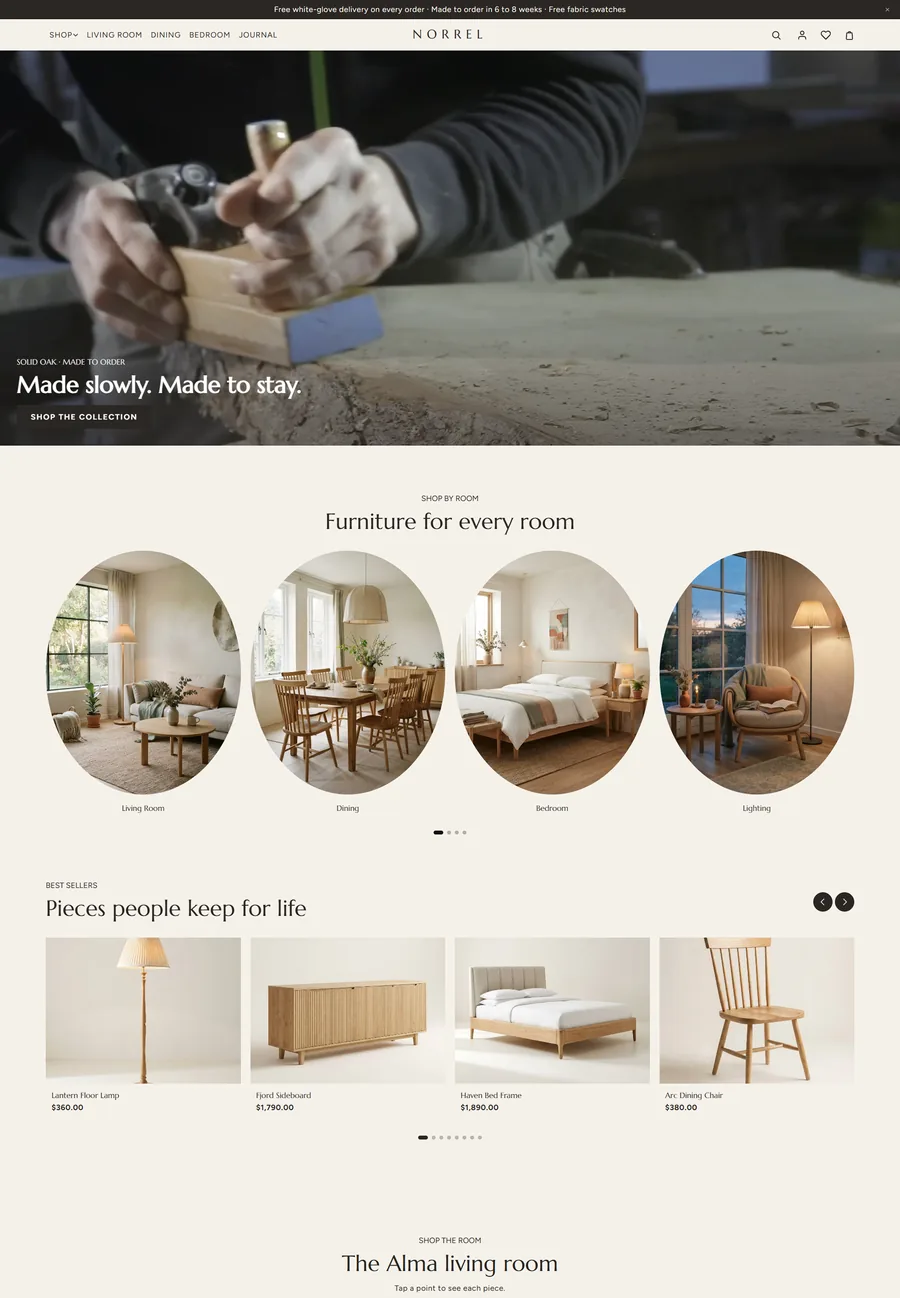 Free white-glove delivery on every order · Made to order in 6 to 8 weeks · Free fabric swatches
×
SHOP LIVING ROOM DINING BEDROOM JOURNAL
NORREL
SOLID OAK · MADE TO ORDER
Made slowly. Made to stay.
SHOP THE COLLECTION
SHOP BY ROOM
Furniture for every room
Living Room
Dining
Bedroom
Lighting
BEST SELLERS
Pieces people keep for life
Lantern Floor Lamp
$360.00
Fjord Sideboard
$1,790.00
Haven Bed Frame
$1,890.00
Arc Dining Chair
$380.00
SHOP THE ROOM
The Alma living room
Tap a point to see each piece.